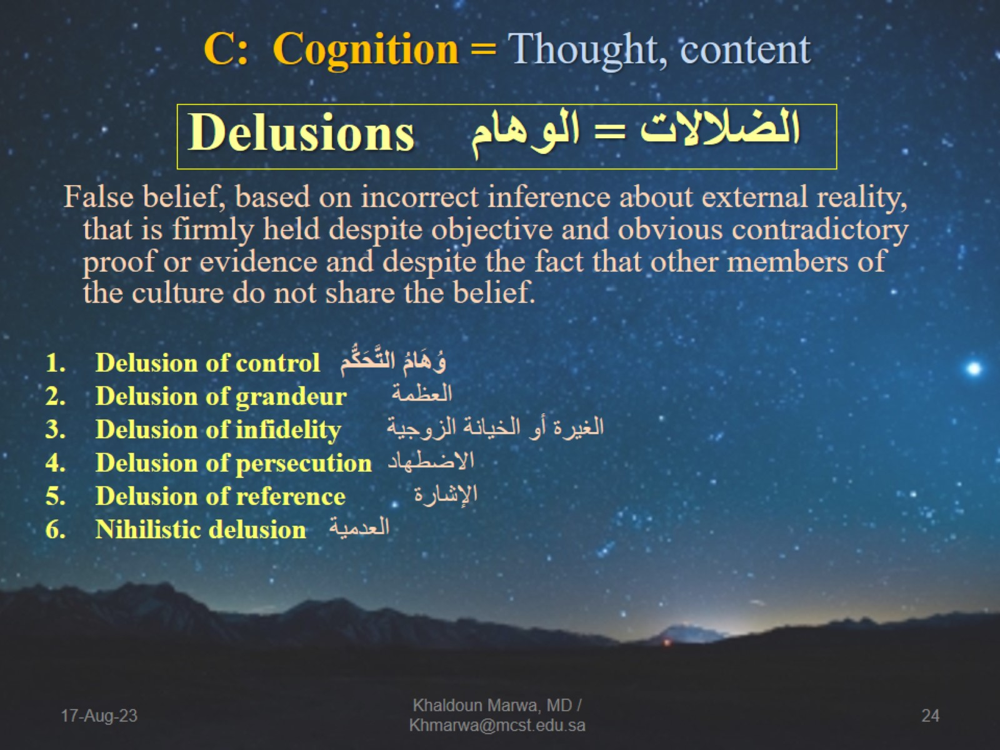 C: Cognition = Thought, content
Delusions الضلالات = الوهام
False belief, based on incorrect inference about external reality,
that is firmly held despite objective and obvious contradictory
proof or evidence and despite the fact that other members of
the culture do not share the belief.
1. Delusion of control وُهَامُ التَّحَكُّم
2. Delusion of grandeur العظمة
3. Delusion of infidelity الغيرة أو الخيانة الزوجية
4. Delusion of persecution الاضطهاد
5. Delusion of reference الإشارة
6. Nihilistic delusion العدمية
17-Aug-23
Khaldoun Marwa, MD /
Khmarwa@mcst.edu.sa
24